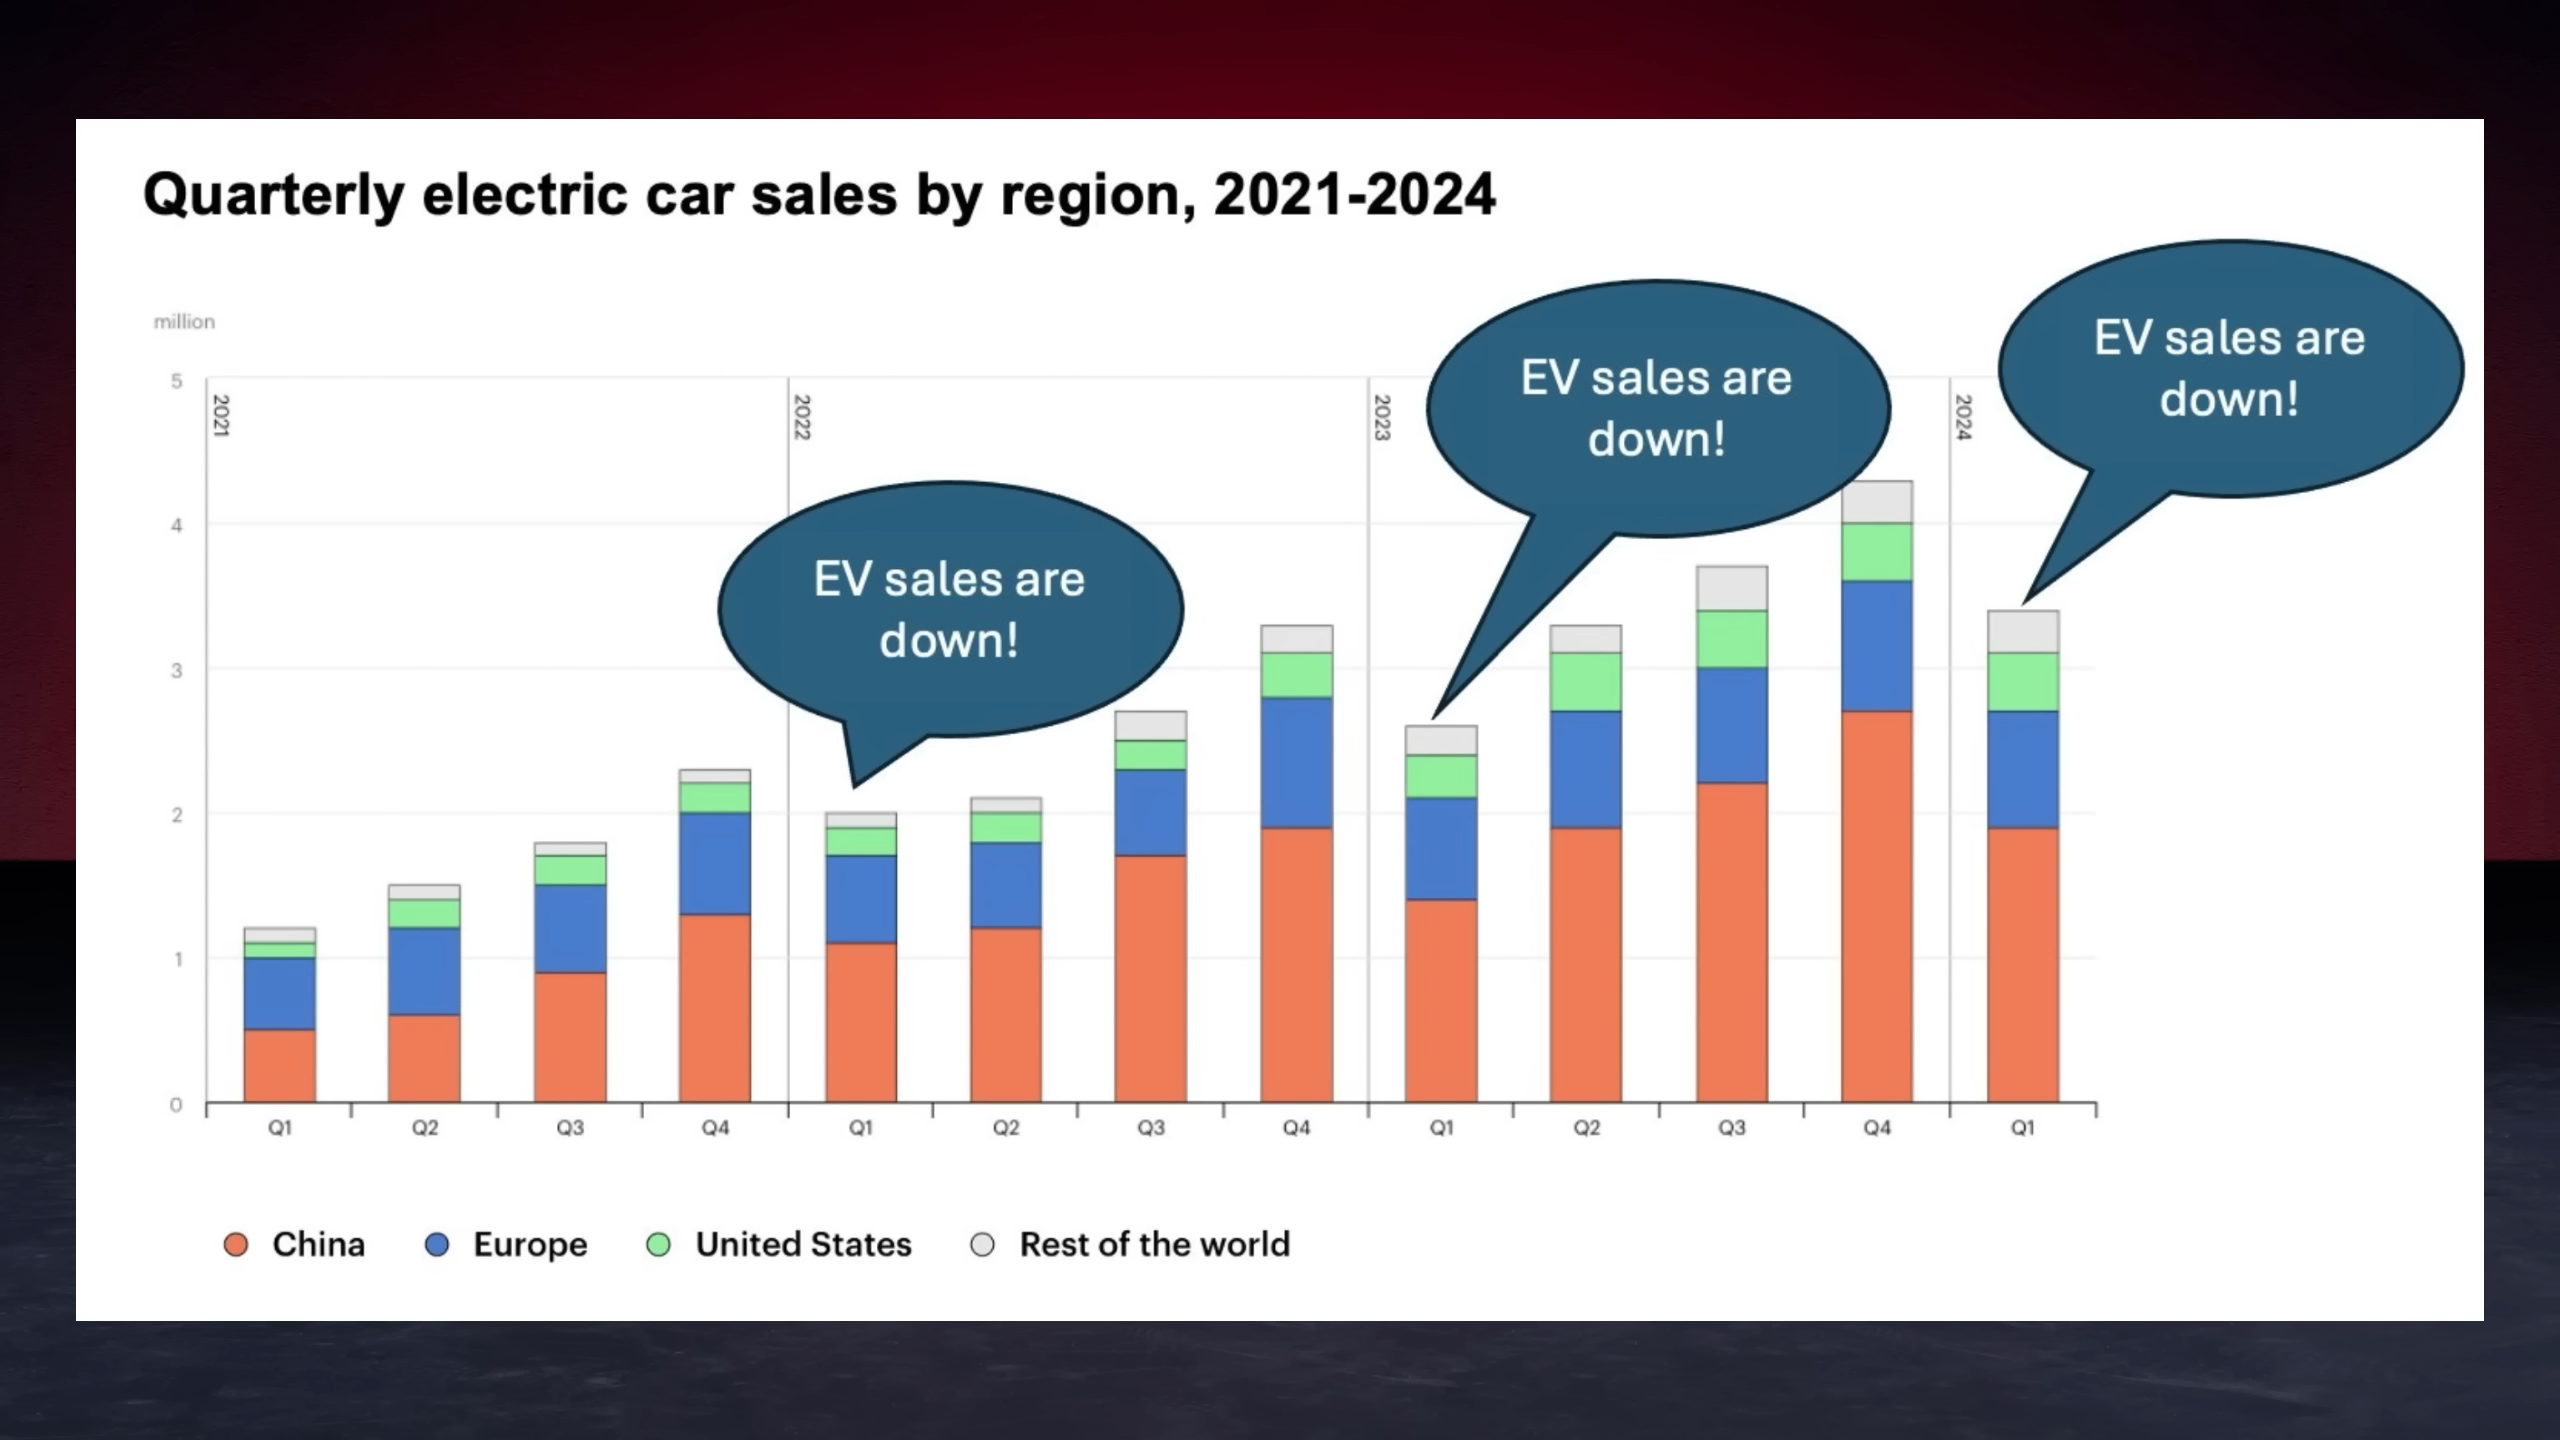 Quarterly electric car sales by region, 2021-2024
million
5
4
3
2
1
0
2021
2022
2023
2024
EV sales are
down!
EV sales are
down!
EV sales are
down!
Q1 Q2 Q3 Q4 Q1 Q2 Q3 Q4 Q1 Q2 Q3 Q4 Q1
China Europe United States Rest of the world